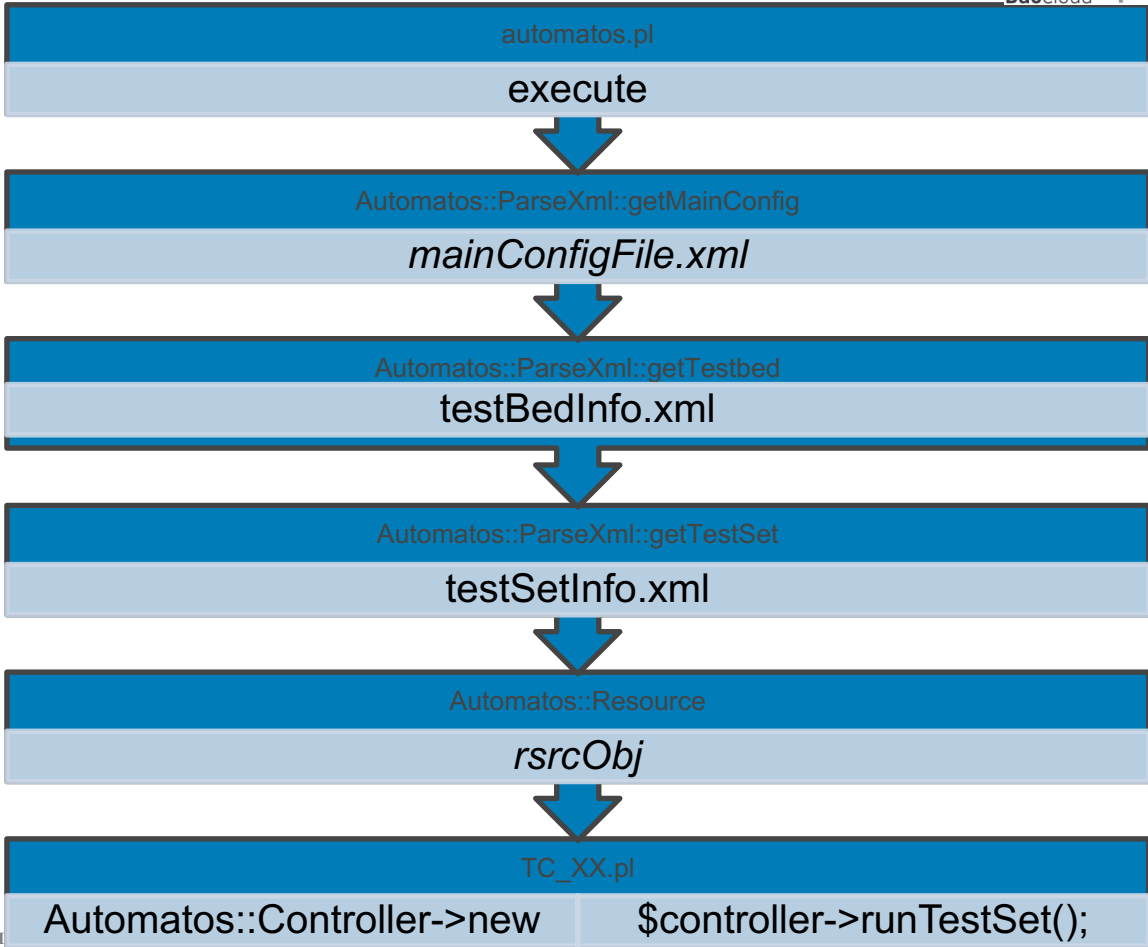 automatos.pl
execute
Automatos::ParseXml::getMainConfig
mainConfigFile.xml
Automatos::ParseXml::getTestbed
testBedInfo.xml
Automatos::ParseXml::getTestSet
testSetInfo.xml
Automatos::Resource
rsrcObj
TC_XX.pl
Automatos::Controller->new $controller->runTestSet();